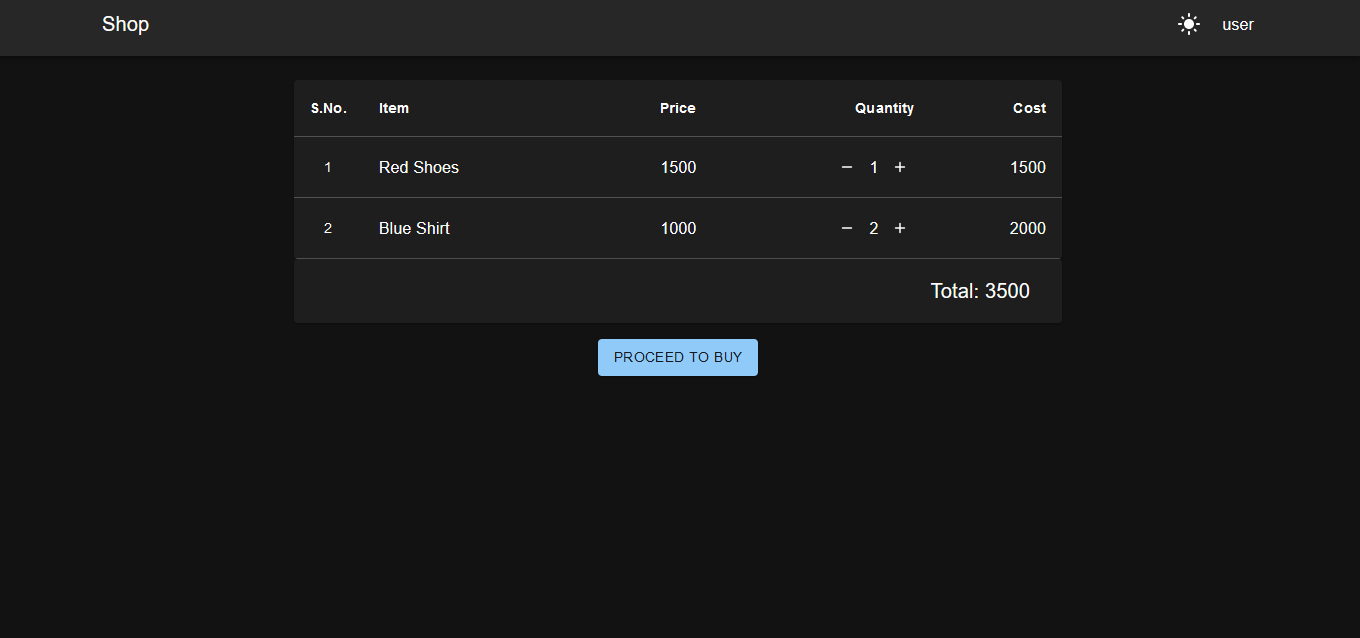 Shop user
S.No. Item Price Quantity Cost
1 Red Shoes 1500 − 1 + 1500
2 Blue Shirt 1000 − 2 + 2000
Total: 3500
PROCEED TO BUY